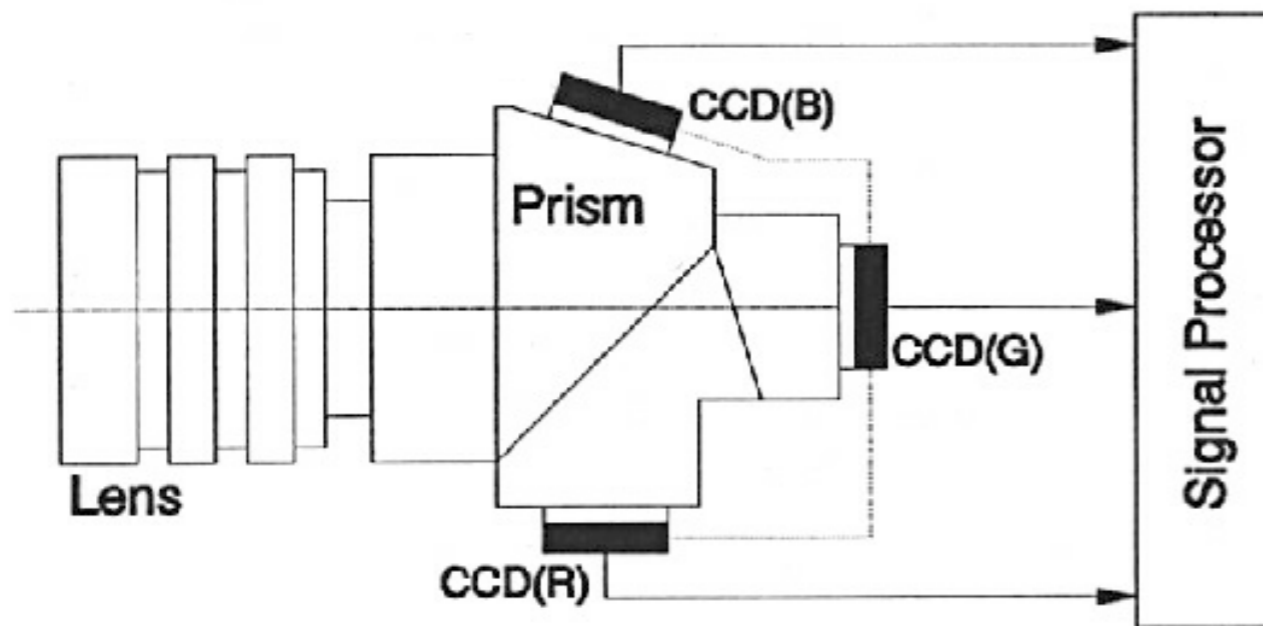 CCD(B)
Prism
CCD(G)
Lens
CCD(R)
Signal Processor